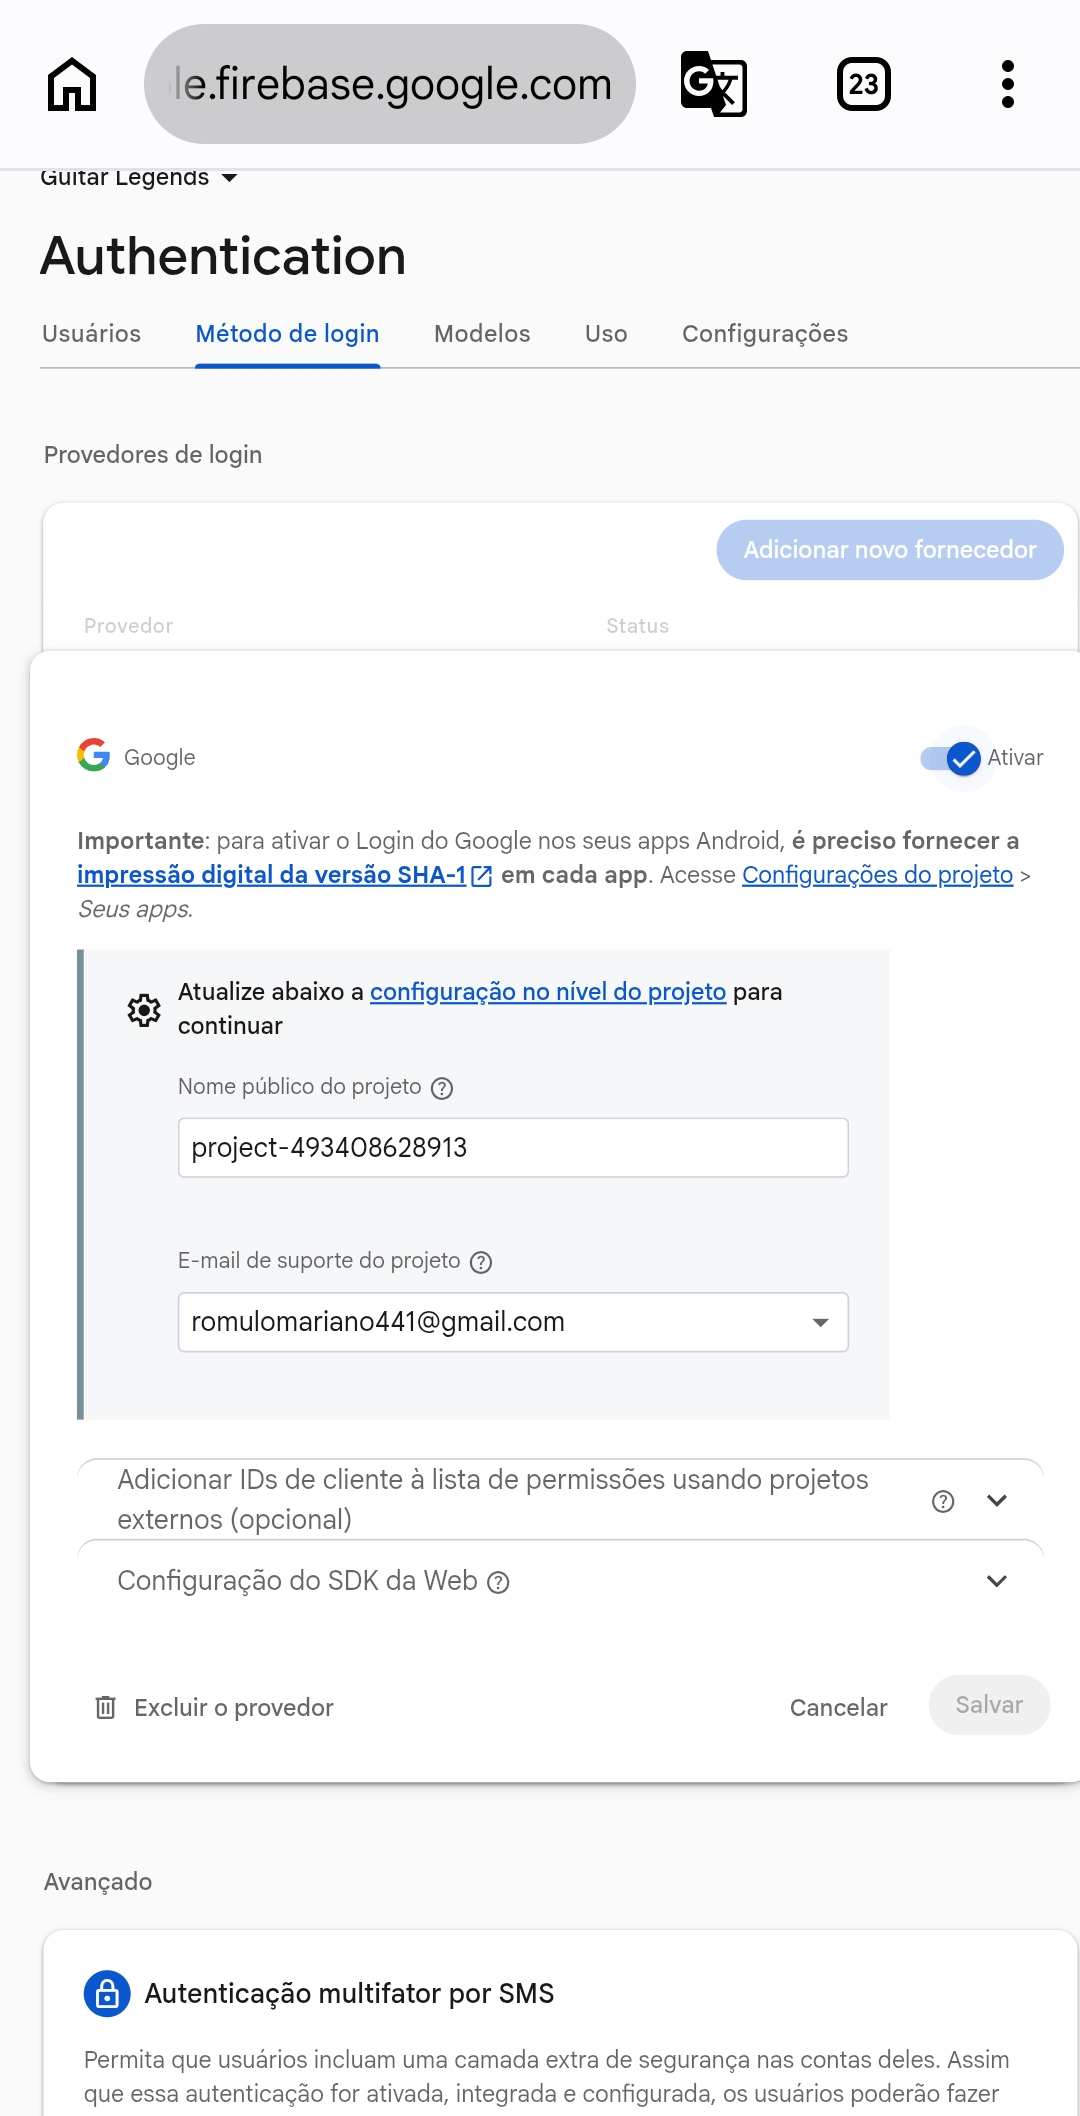 le.firebase.google.com
23
Guitar Legends
Authentication
Usuários Método de login Modelos Uso Configurações
Provedores de login
Adicionar novo fornecedor
Provedor Status
Google Ativar
Importante: para ativar o Login do Google nos seus apps Android, é preciso fornecer a
impressão digital da versão SHA-1 em cada app. Acesse Configurações do projeto >
Seus apps.
Atualize abaixo a configuração no nível do projeto para
continuar
Nome público do projeto
project-493408628913
E-mail de suporte do projeto
romulomariano441@gmail.com
Adicionar IDs de cliente à lista de permissões usando projetos
externos (opcional)
Configuração do SDK da Web
Excluir o provedor Cancelar Salvar
Avançado
Autenticação multifator por SMS
Permita que usuários incluam uma camada extra de segurança nas contas deles. Assim
que essa autenticação for ativada, integrada e configurada, os usuários poderão fazer